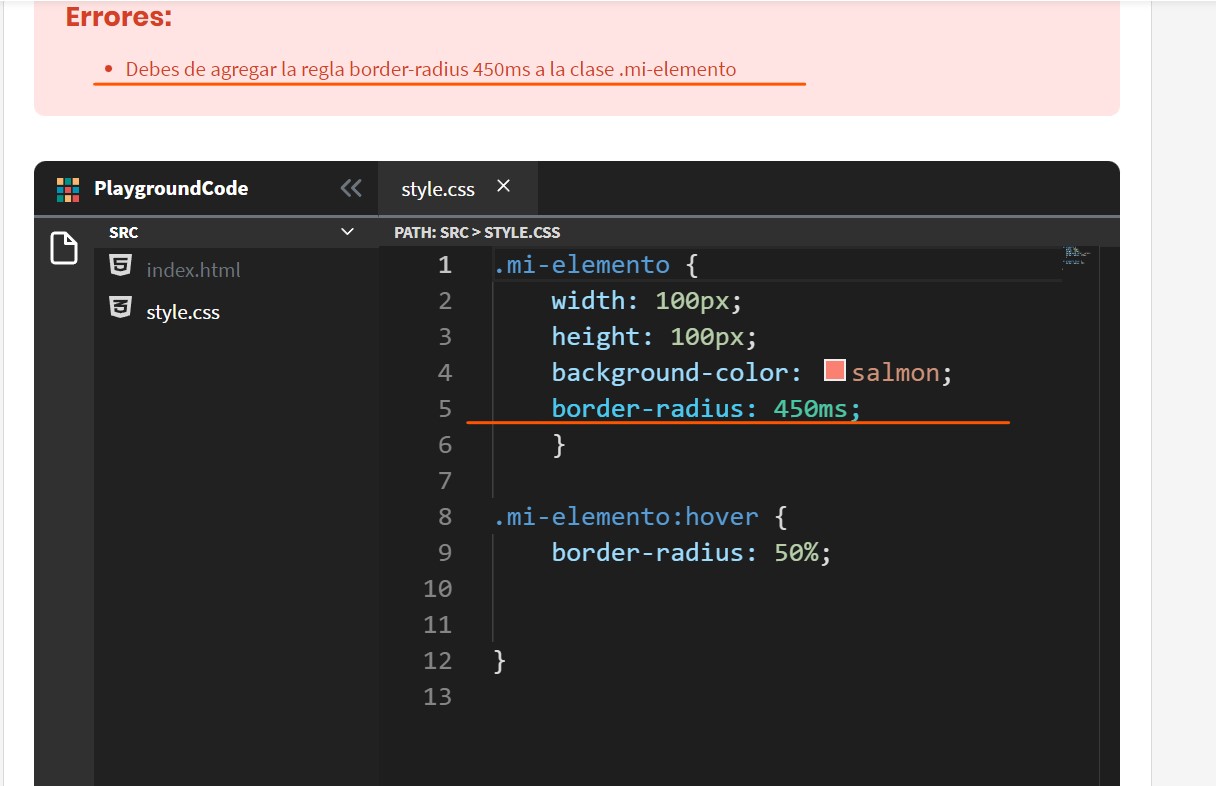 Errores:
• Debes de agregar la regla border-radius 450ms a la clase .mi-elemento
PlaygroundCode
style.css
SRC
PATH: SRC > STYLE.CSS
index.html
style.css
1 .mi-elemento {
2 width: 100px;
3 height: 100px;
4 background-color: salmon;
5 border-radius: 450ms;
6 }
7
8 .mi-elemento:hover {
9 border-radius: 50%;
10
11
12 }
13